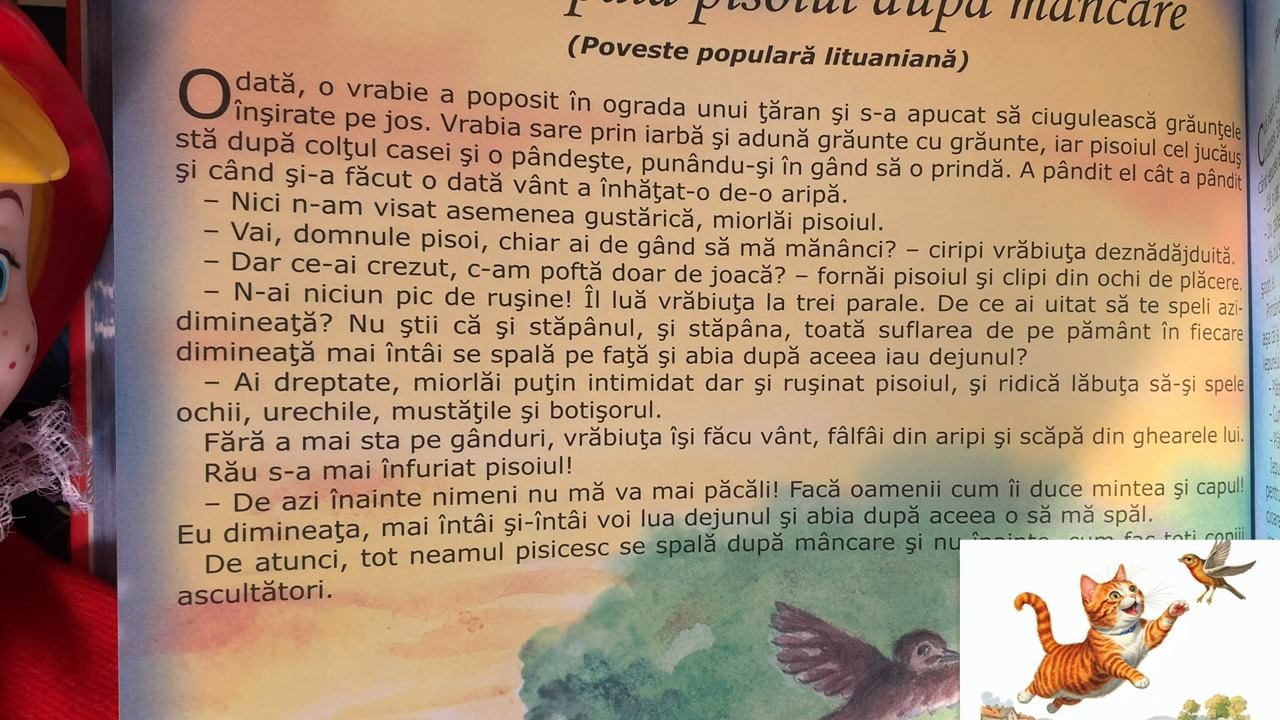 pisoiul după mâncare
(Poveste populară lituaniană)
Odată, o vrabie a poposit în ograda unui ţăran şi s-a apucat să ciugulească grăunţele
înşirate pe jos. Vrabia sare prin iarbă şi adună grăunte cu grăunte, iar pisoiul cel jucăuş
stă după colţul casei şi o pândeşte, punându-şi în gând să o prindă. A pândit el cât a pândit
şi când şi-a făcut o dată vânt a înhăţat-o de-o aripă.
– Nici n-am visat asemenea gustărică, miorlăi pisoiul.
– Vai, domnule pisoi, chiar ai de gând să mă mănânci? – ciripi vrăbiuţa deznădăjduită.
– Dar ce-ai crezut, c-am poftă doar de joacă? – fornăi pisoiul şi clipi din ochi de plăcere.
– N-ai niciun pic de ruşine! Îl luă vrăbiuţa la trei parale. De ce ai uitat să te speli azi-
dimineaţă? Nu ştii că şi stăpânul, şi stăpâna, toată suflarea de pe pământ în fiecare
dimineaţă mai întâi se spală pe faţă şi abia după aceea iau dejunul?
– Ai dreptate, miorlăi puţin intimidat dar şi ruşinat pisoiul, şi ridică lăbuţa să-şi spele
ochii, urechile, mustăţile şi botişorul.
Fără a mai sta pe gânduri, vrăbiuţa îşi făcu vânt, fâlfâi din aripi şi scăpă din ghearele lui.
Rău s-a mai înfuriat pisoiul!
– De azi înainte nimeni nu mă va mai păcăli! Facă oamenii cum îi duce mintea şi capul!
Eu dimineaţa, mai întâi şi-întâi voi lua dejunul şi abia după aceea o să mă spăl.
De atunci, tot neamul pisicesc se spală după mâncare şi nu înainte, cum fac toţi copiii
ascultători.